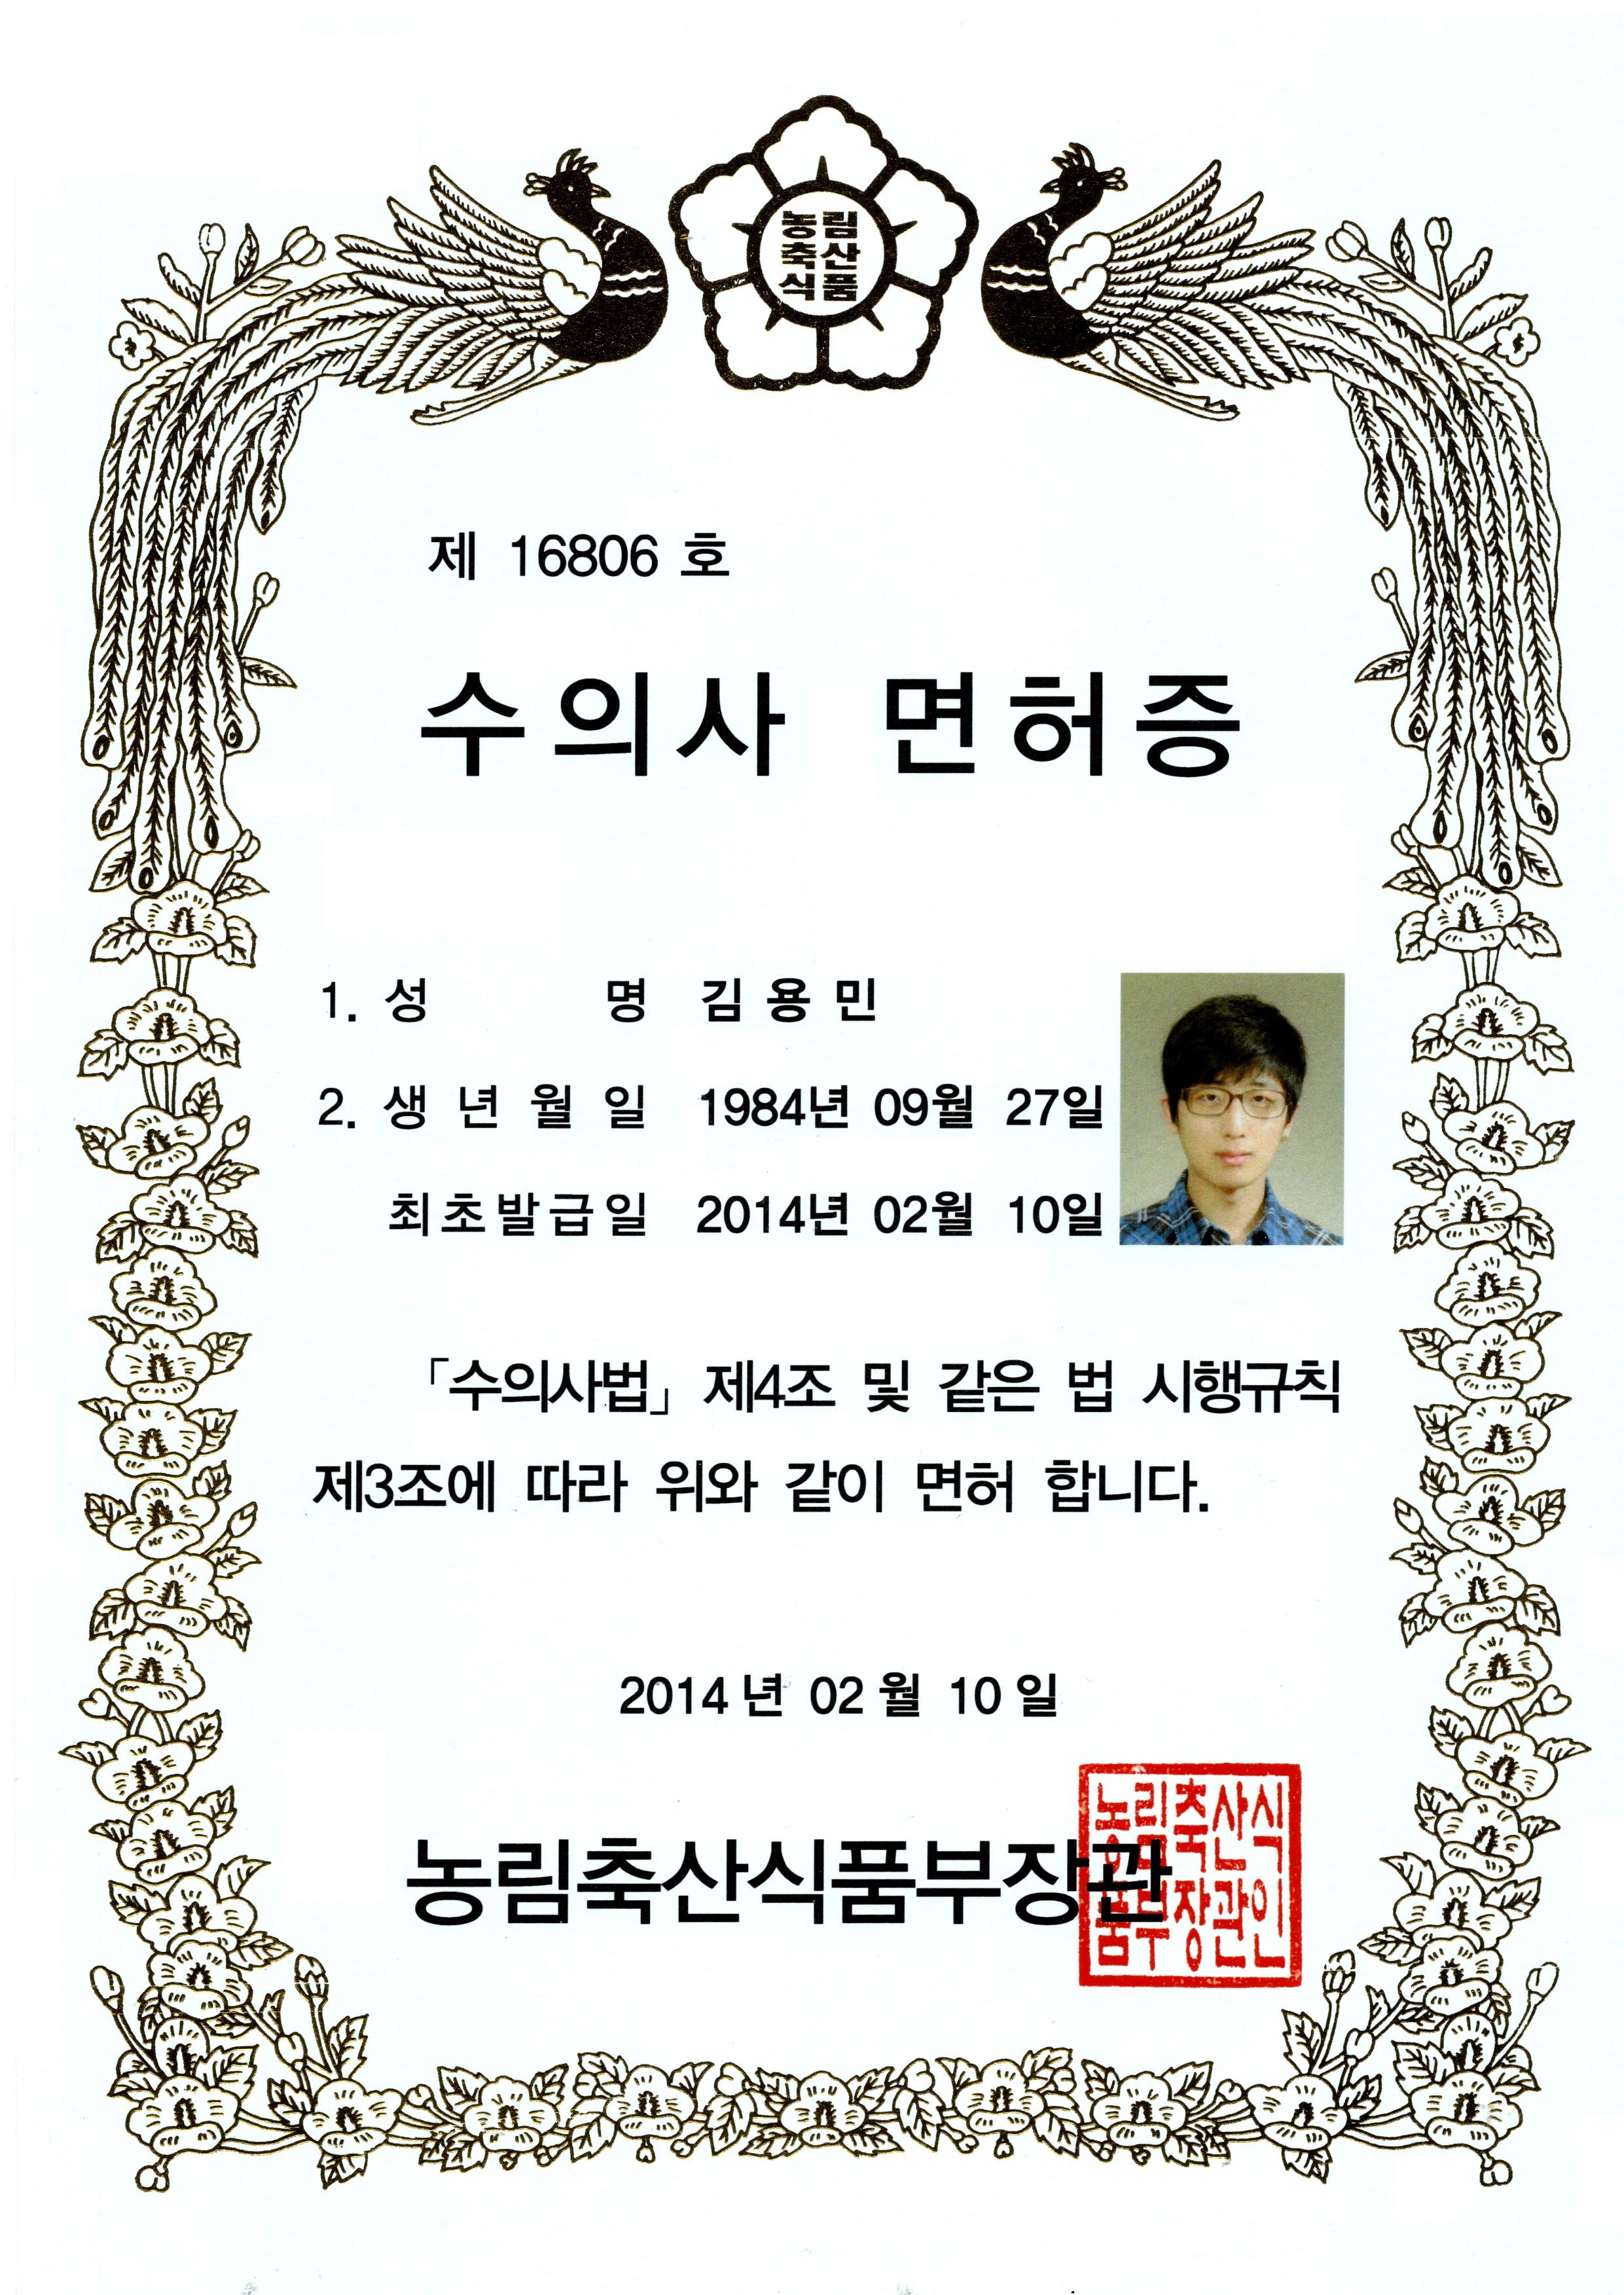 농림
축산
식품
제 16806 호
수의사 면허증
1. 성 명 김 용 민
2. 생 년 월 일 1984년 09월 27일
최초발급일 2014년 02월 10일
「수의사법」 제4조 및 같은 법 시행규칙
제3조에 따라 위와 같이 면허 합니다.
2014 년 02 월 10 일
농림축산식품부장관
농림축산식
품부장관인